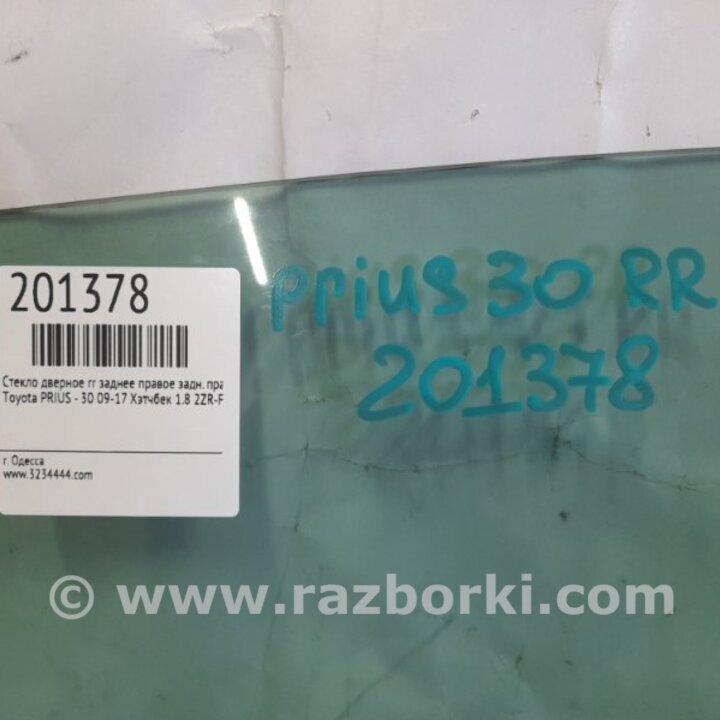 201378
Стекло дверное rr заднее правое задн. пра
Toyota PRIUS - 30 09-17 Хэтчбек 1.8 2ZR-F
г. Одесса
www.3234444.com
prius 30 RR
201378
© www.razborki.com